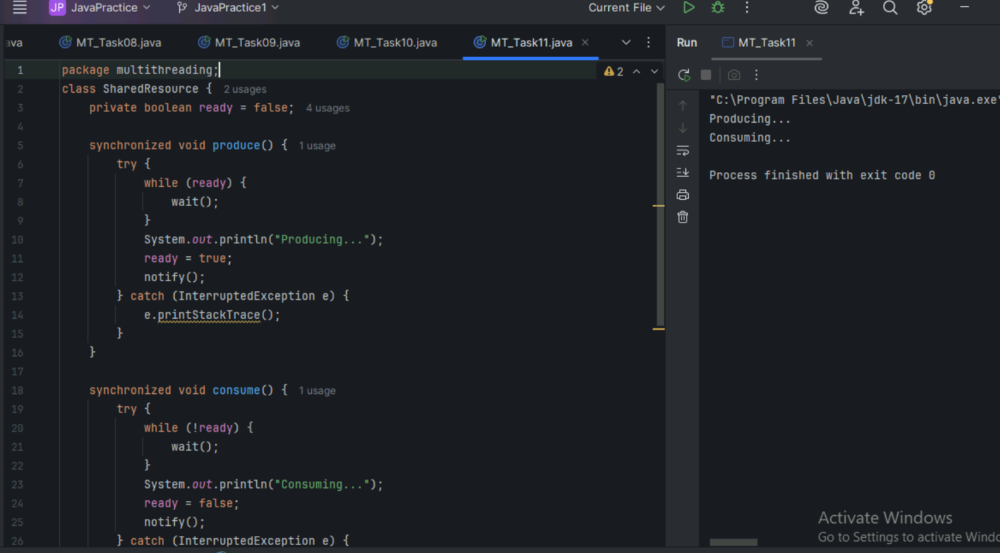 JP JavaPractice JavaPractice1 Current File
ava MT_Task08.java MT_Task09.java MT_Task10.java MT_Task11.java Run MT_Task11
1 package multithreading; 2
2 class SharedResource { 2 usages
3 private boolean ready = false; 4 usages
4
5 synchronized void produce() { 1 usage
6 try {
7 while (ready) {
8 wait();
9 }
10 System.out.println("Producing...");
11 ready = true;
12 notify();
13 } catch (InterruptedException e) {
14 e.printStackTrace();
15 }
16 }
17
18 synchronized void consume() { 1 usage
19 try {
20 while (!ready) {
21 wait();
22 }
23 System.out.println("Consuming...");
24 ready = false;
25 notify();
26 } catch (InterruptedException e) {
"C:\Program Files\Java\jdk-17\bin\java.exe"
Producing...
Consuming...
Process finished with exit code 0
Activate Windows
Go to Settings to activate Windo